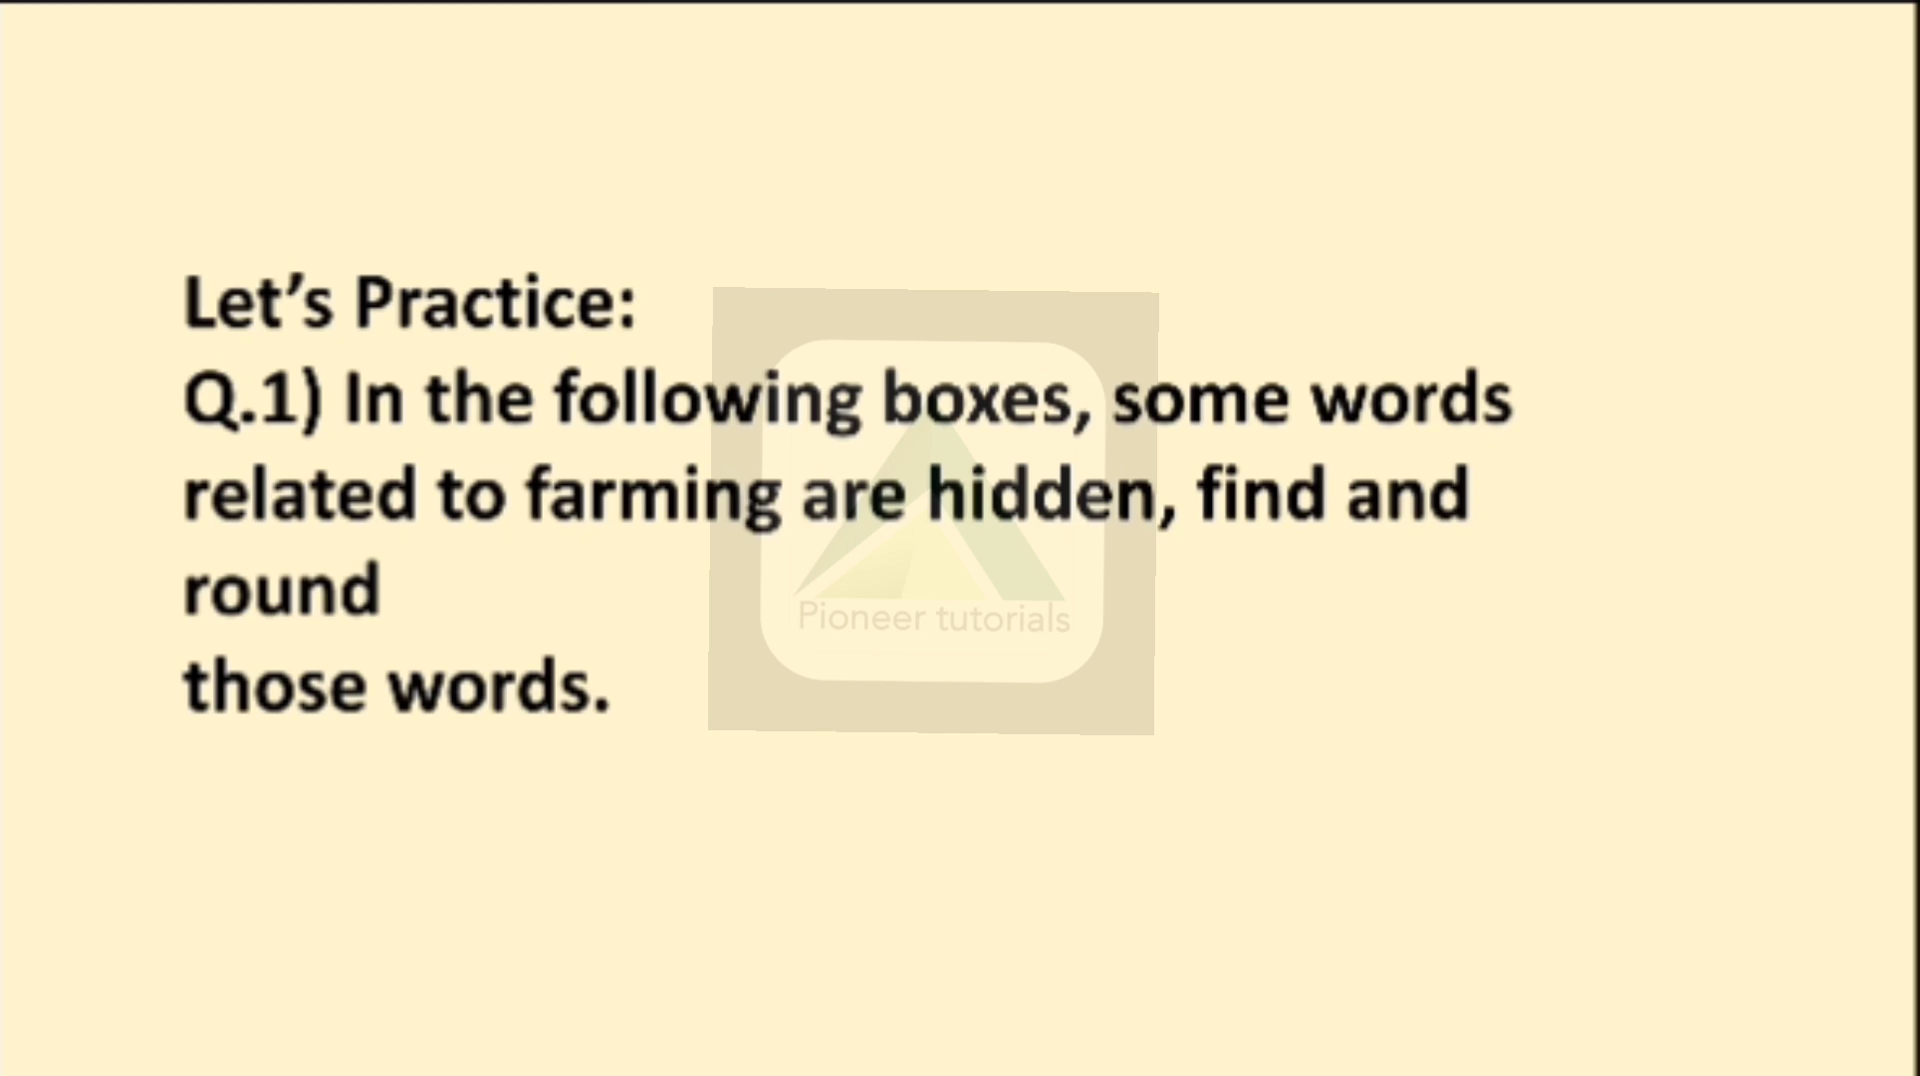 Let’s Practice:
Q.1) In the following boxes, some words
related to farming are hidden, find and
round
those words.
Pioneer tutorials